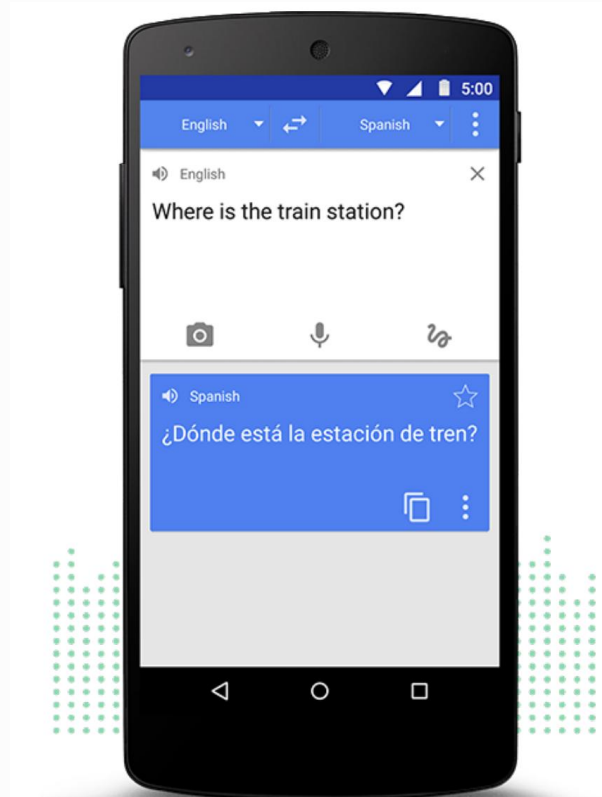 5:00
English Spanish
English
Where is the train station?
Spanish
¿Dónde está la estación de tren?